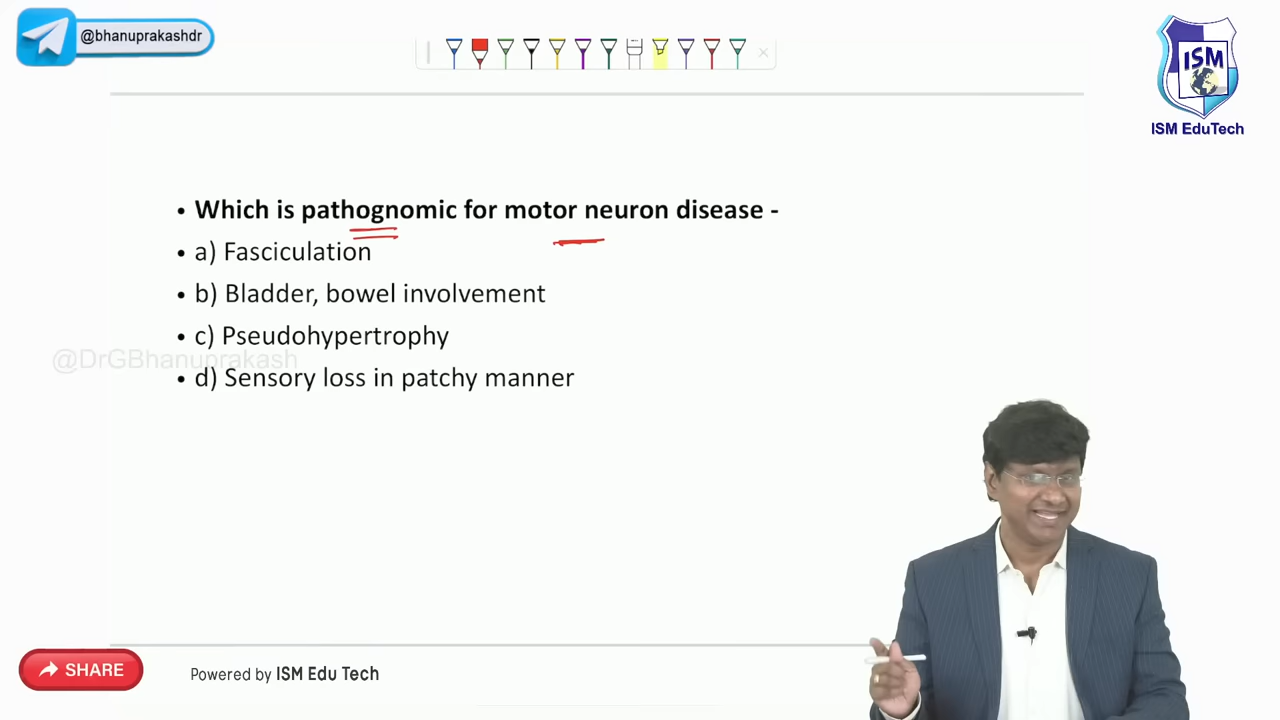 @bhanuprakashdr
ISM
ISM EduTech
• Which is pathognomic for motor neuron disease -
• a) Fasciculation
• b) Bladder, bowel involvement
• c) Pseudohypertrophy
@DrGBhanuprakash
• d) Sensory loss in patchy manner
SHARE
Powered by ISM Edu Tech